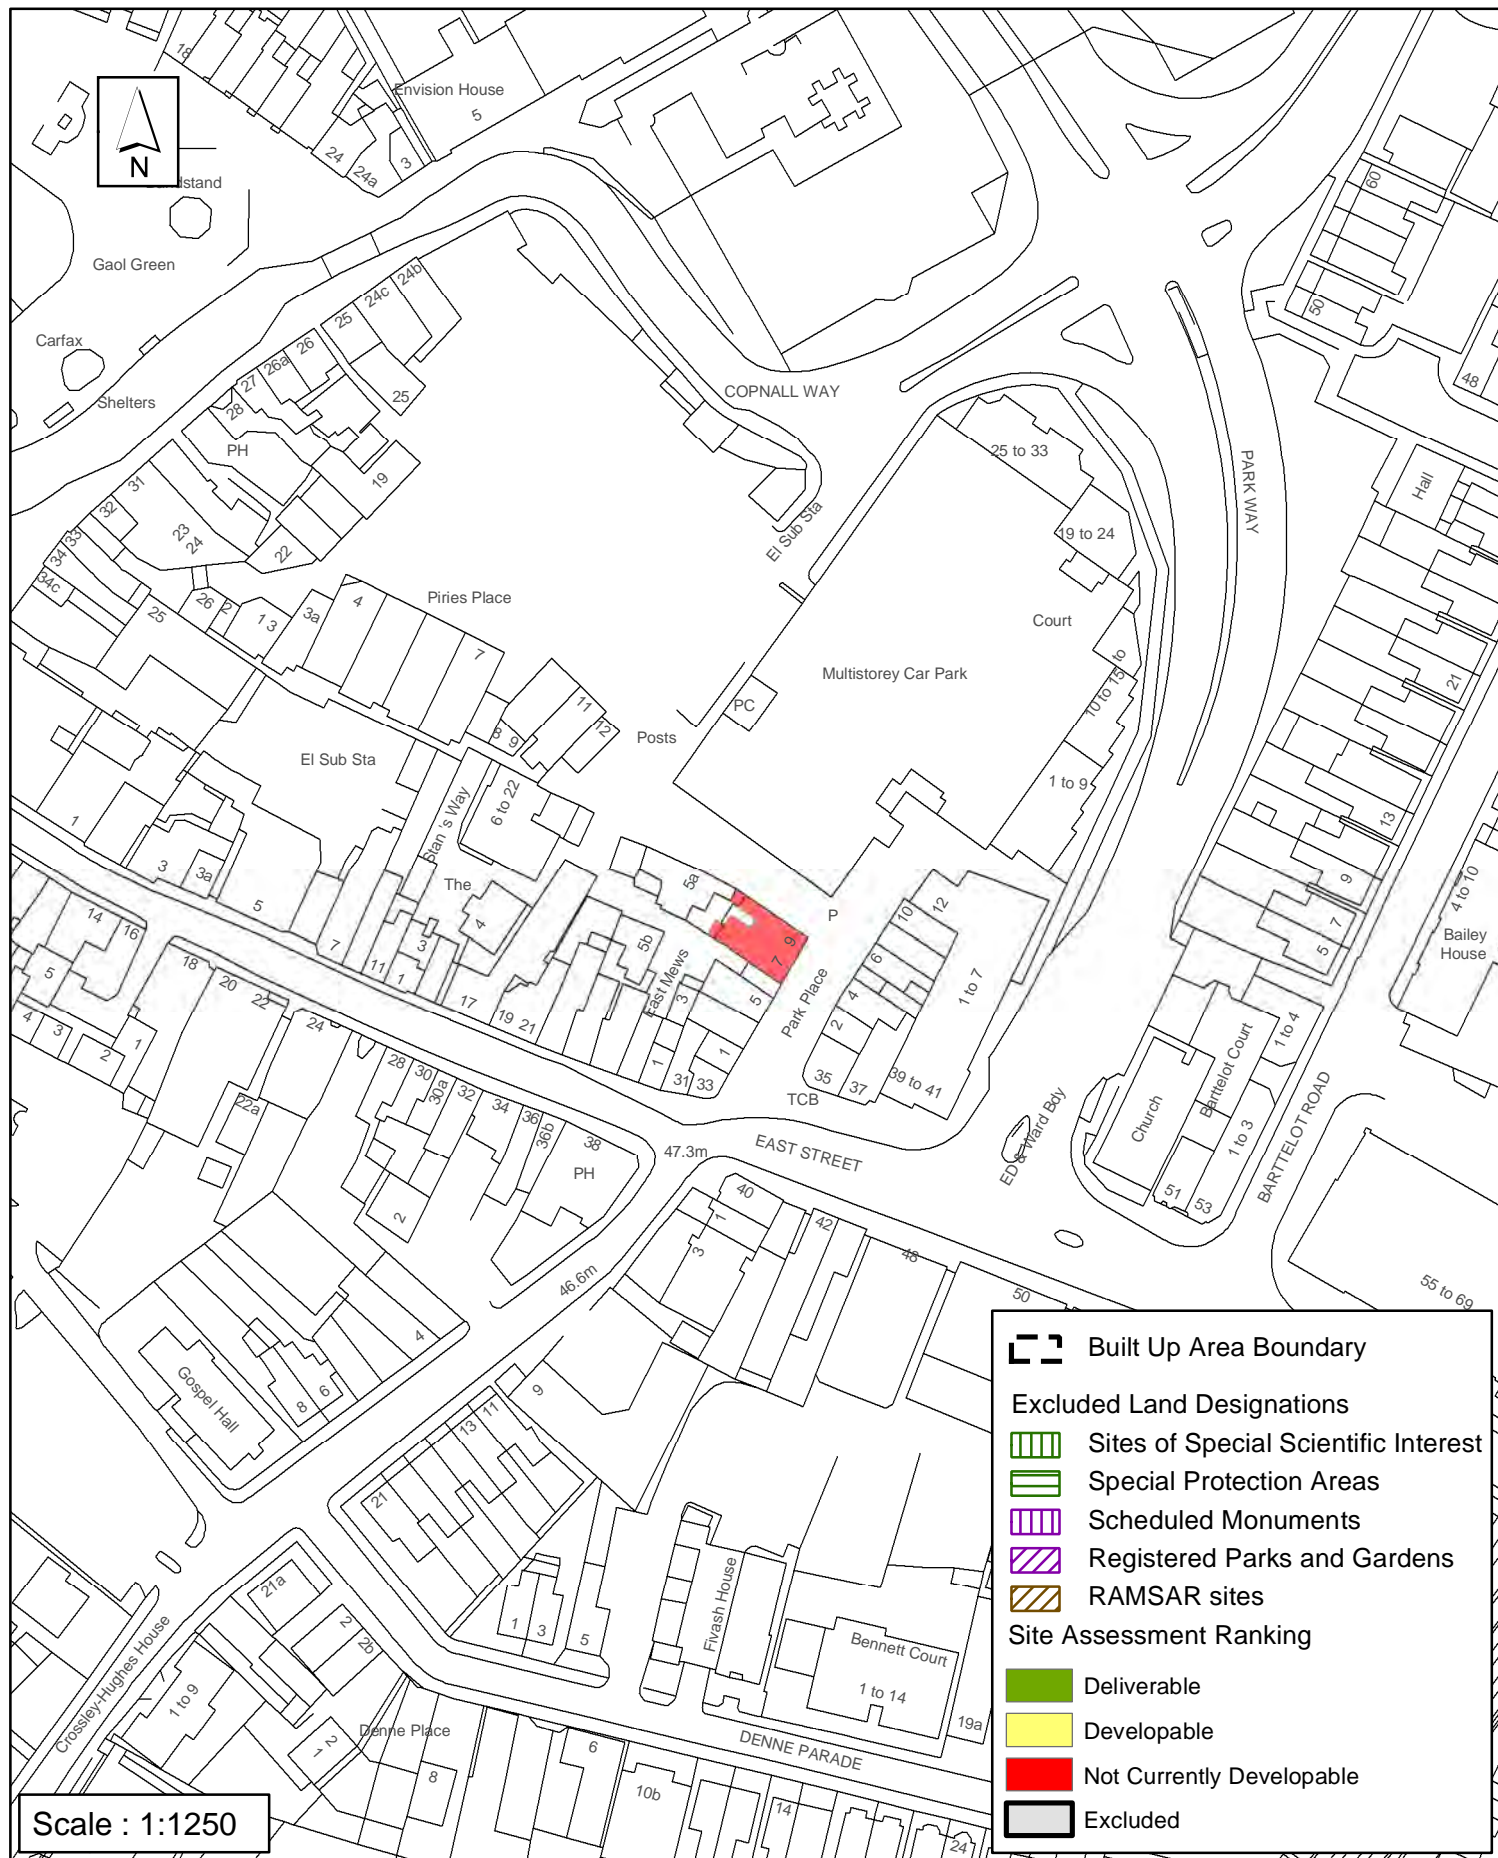 18
Envision House
5
24
24a
3
N
Gaol Green
Carfax
Shelters
24b
24c
25
26
26a
27
28
25
PH
19
31
32
33
34
34c
23
24
22
25
26
2
1 3
3a
4
7
Piries Place
COPNALL WAY
El Sub Sta
25 to 33
19 to 24
Court
Multistorey Car Park
10 to 15
to
1 to 9
PC
Posts
11
12
8
9
El Sub Sta
Stan 's Way
6 to 22
The
4
60
50
48
PARK WAY
Hall
21
13
9
7
5
4 to 10
Bailey
House
1
3
3a
5
7
11
1
3
17
19
21
5a
5b
East Mews
3
1
31
33
1
5
7
9
P
Park Place
10
12
6
4
2
1 to 7
35
37
39 to 41
TCB
14
16
5
4
3
2
1
18
20
22
24
22a
28
30
30a
32
34
36
36b
38
PH
2
47.3m
EAST STREET
46.6m
ED & Ward Bdy
Church
Barttelot Court
1 to 4
1 to 3
51
53
BARTTELOT ROAD
55 to 69
40
1
3
42
48
50
4
6
8
Gospel Hall
9
11
13
21
21a
2
2b
1
3
5
Fivash House
Bennett Court
1 to 14
19a
Crossley-Hughes House
1 to 9
2
1
Denne Place
8
6
10b
14
24
DENNE PARADE
Scale : 1:1250
Built Up Area Boundary
Excluded Land Designations
Sites of Special Scientific Interest
Special Protection Areas
Scheduled Monuments
Registered Parks and Gardens
RAMSAR sites
Site Assessment Ranking
Deliverable
Developable
Not Currently Developable
Excluded